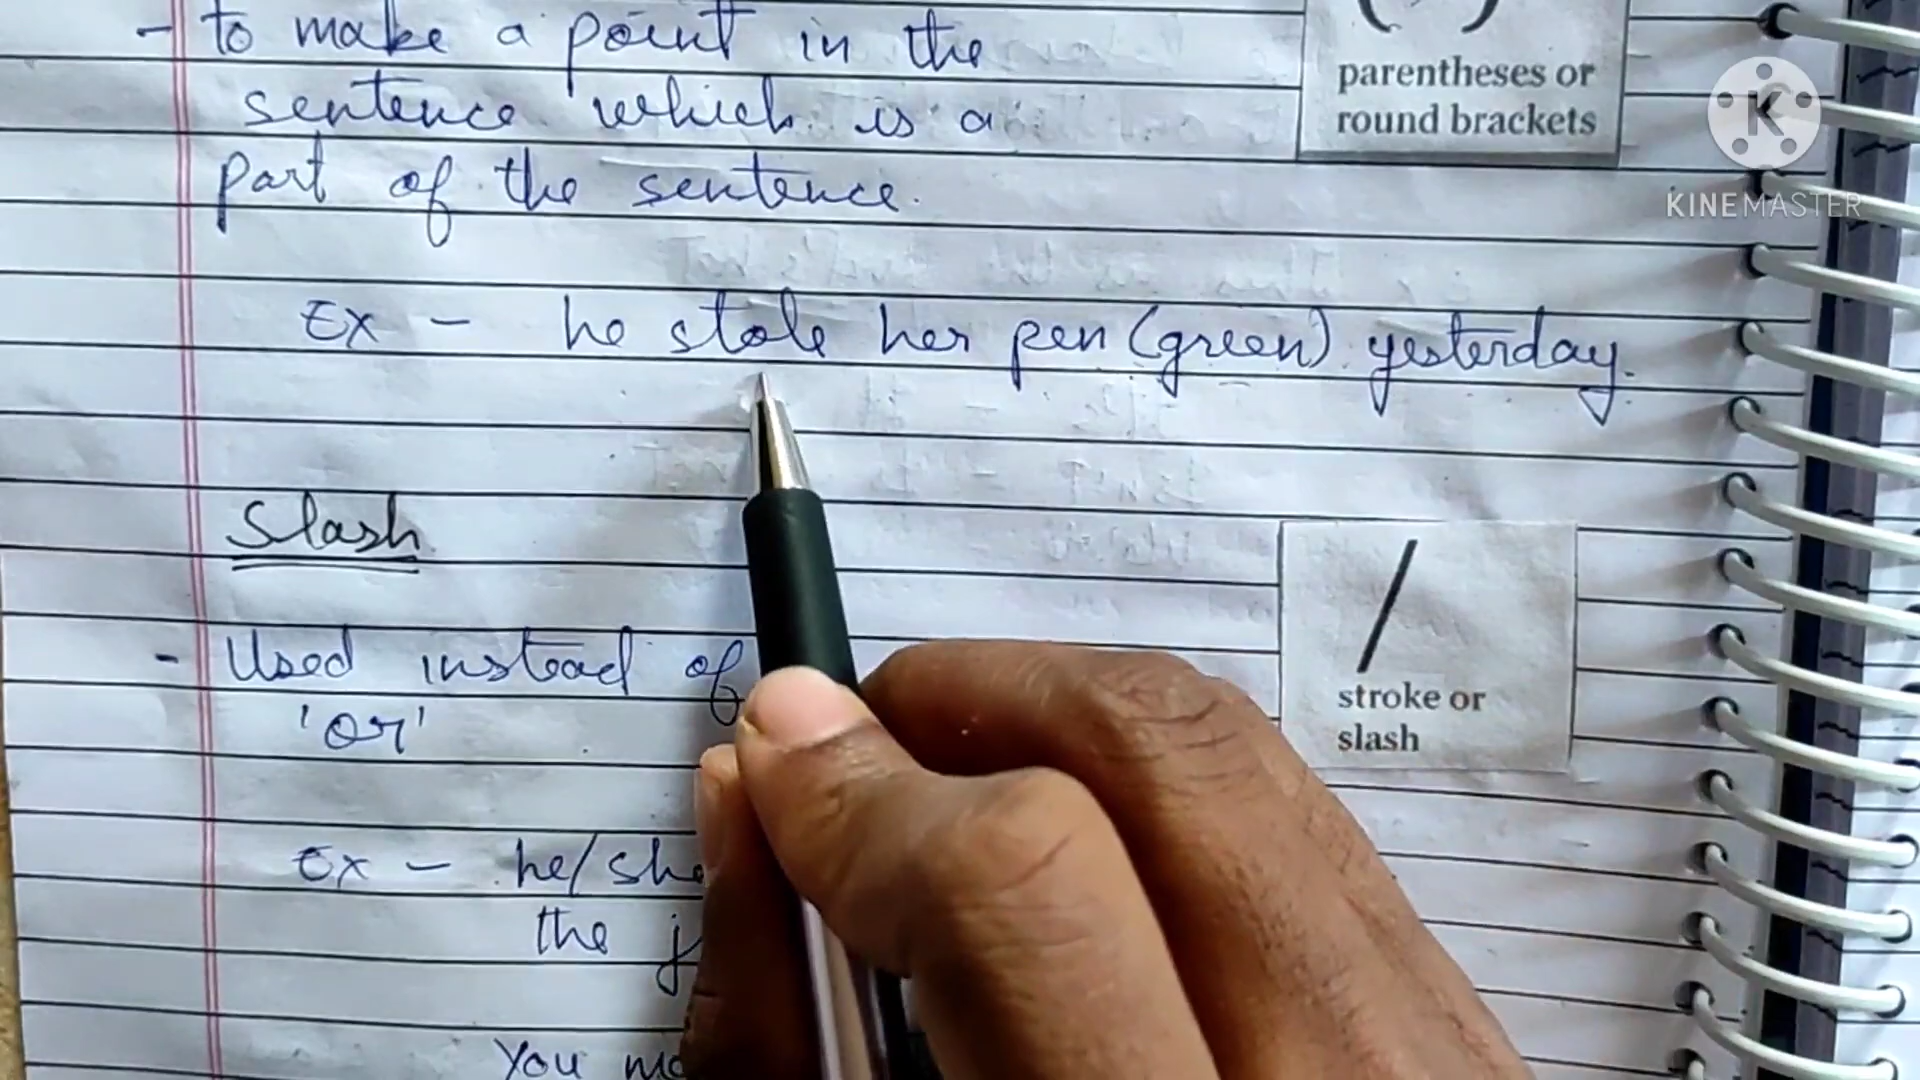 - to make a point in the
sentence which is a
part of the sentence.
parentheses or
round brackets
KINEMASTER
Ex - he stole her pen (green) yesterday.
Slash
/
stroke or
slash
- Used instead of
'or'
Ex - he/she
the
You